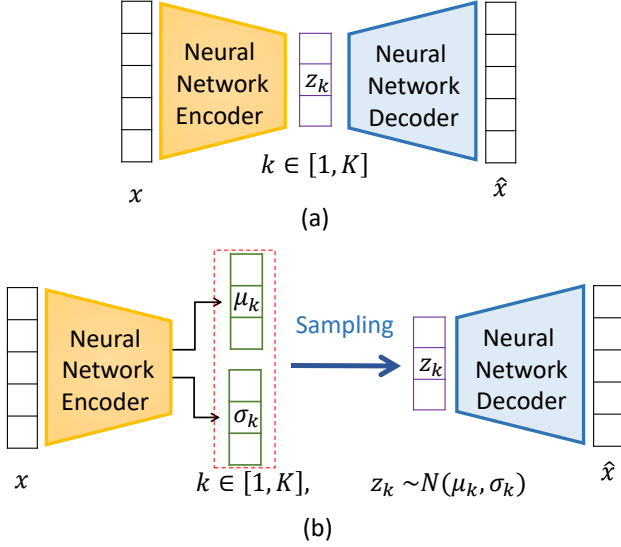 Neural
Network
Encoder
z_k
Neural
Network
Decoder
k ∈ [1, K]
x
x̂
(a)
Neural
Network
Encoder
μ_k
σ_k
Sampling
z_k
Neural
Network
Decoder
x
k ∈ [1, K],
z_k ~N(μ_k, σ_k)
x̂
(b)